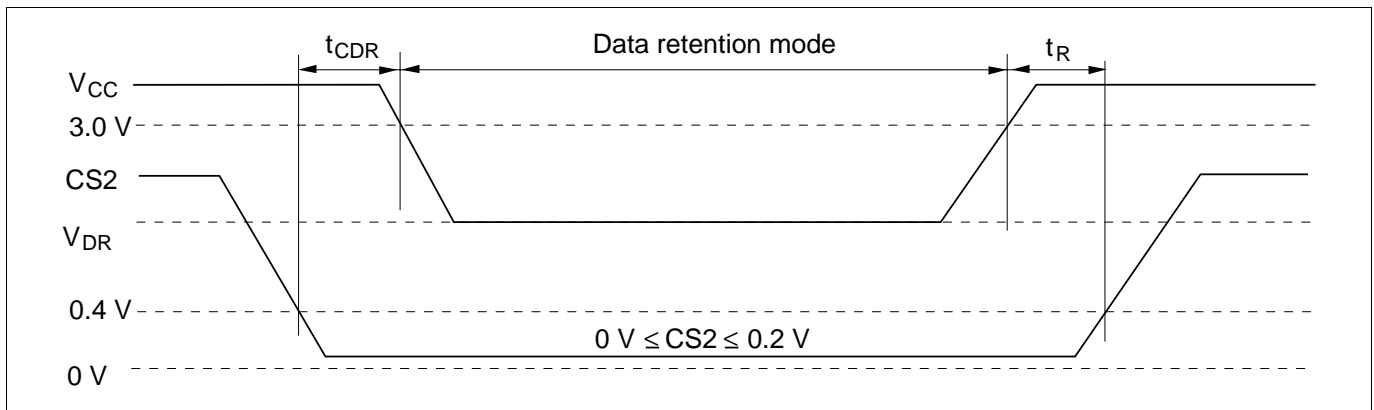 tCDR Data retention mode tR
VCC
3.0 V
CS2
VDR
0.4 V
0 V ≤ CS2 ≤ 0.2 V
0 V